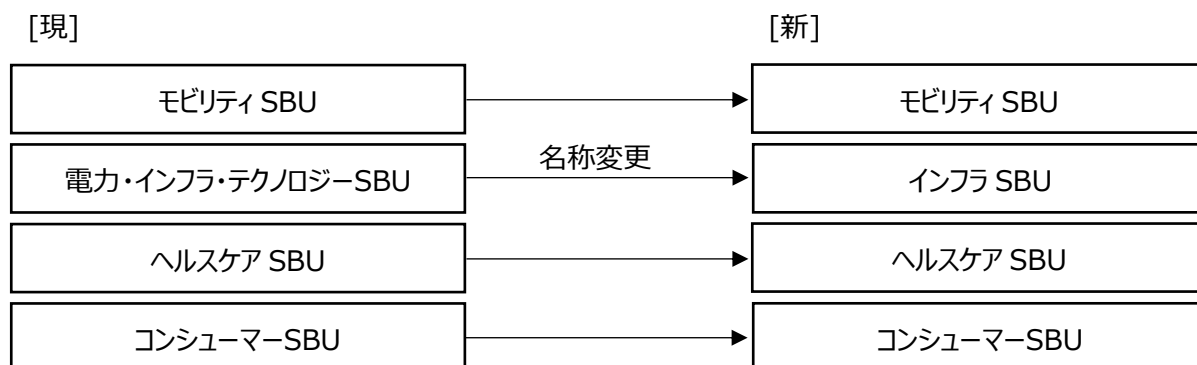 [現] [新]
モビリティ SBU モビリティ SBU
電力・インフラ・テクノロジーSBU 名称変更 インフラ SBU
ヘルスケア SBU ヘルスケア SBU
コンシューマーSBU コンシューマーSBU